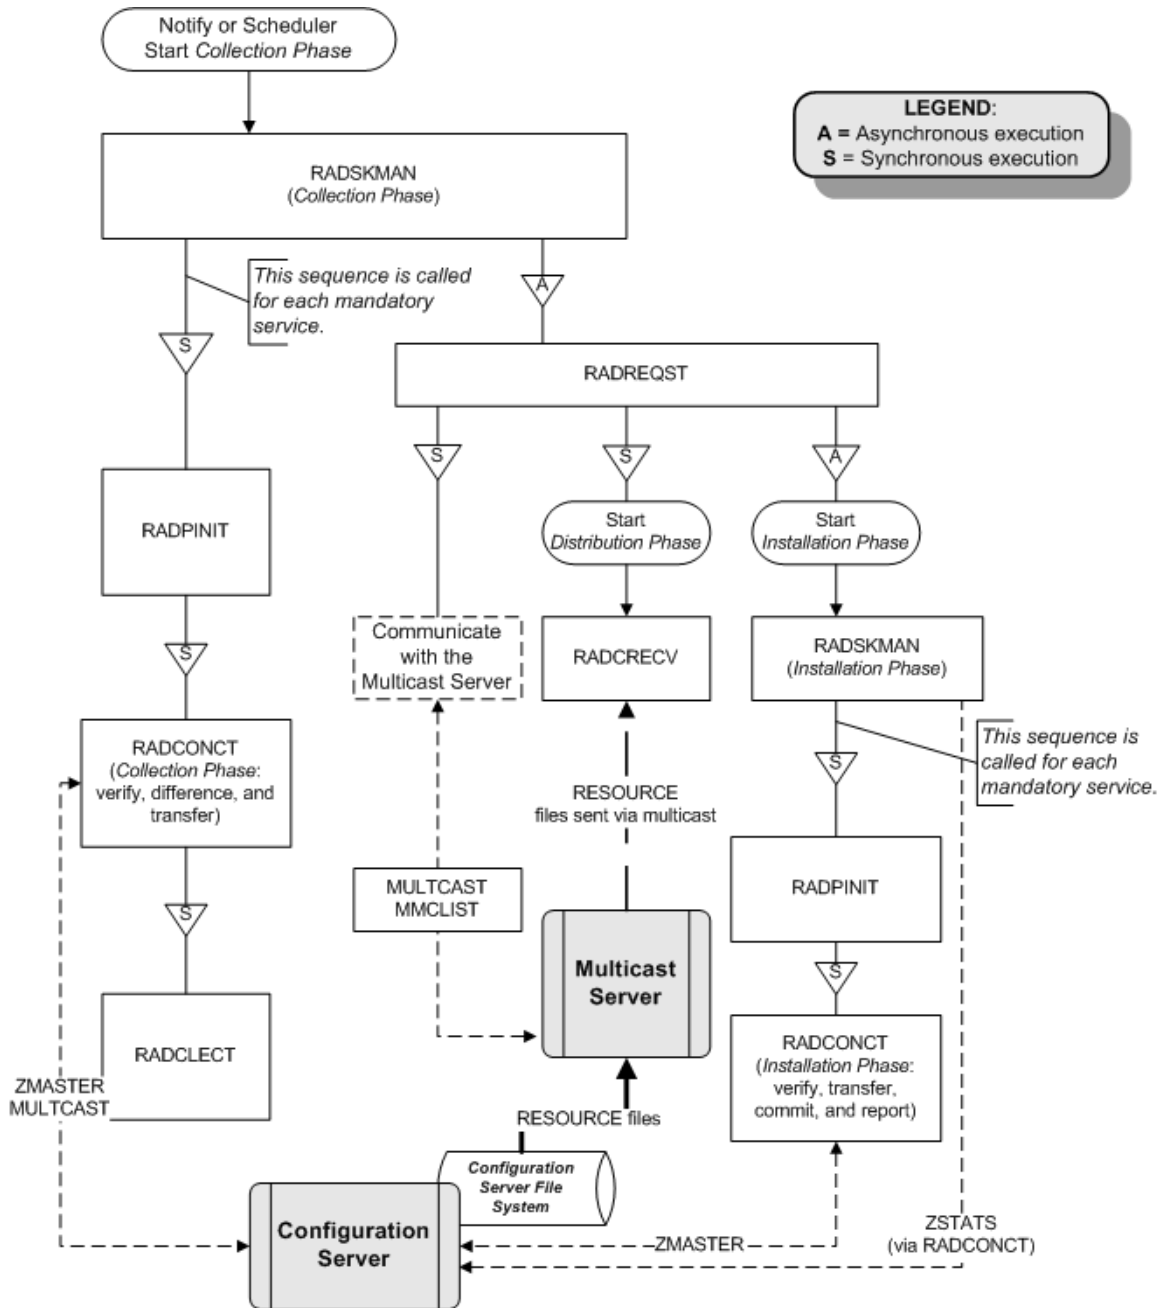 Notify or Scheduler
Start Collection Phase
LEGEND:
A = Asynchronous execution
S = Synchronous execution
RADSKMAN
(Collection Phase)
This sequence is called
for each mandatory
service.
A
S
RADREQST
S
S
A
RADPINIT
Start
Distribution Phase
Start
Installation Phase
Communicate
with the
Multicast Server
RADCRECV
RADSKMAN
(Installation Phase)
S
RADCONCT
(Collection Phase:
verify, difference, and
transfer)
This sequence is
called for each
mandatory service.
S
RESOURCE
files sent via multicast
MULTCAST
MMCLIST
RADPINIT
S
Multicast
Server
S
RADCLECT
RADCONCT
(Installation Phase:
verify, transfer,
commit, and report)
ZMASTER
MULTCAST
RESOURCE files
Configuration
Server File
System
Configuration
Server
ZMASTER
ZSTATS
(via RADCONCT)